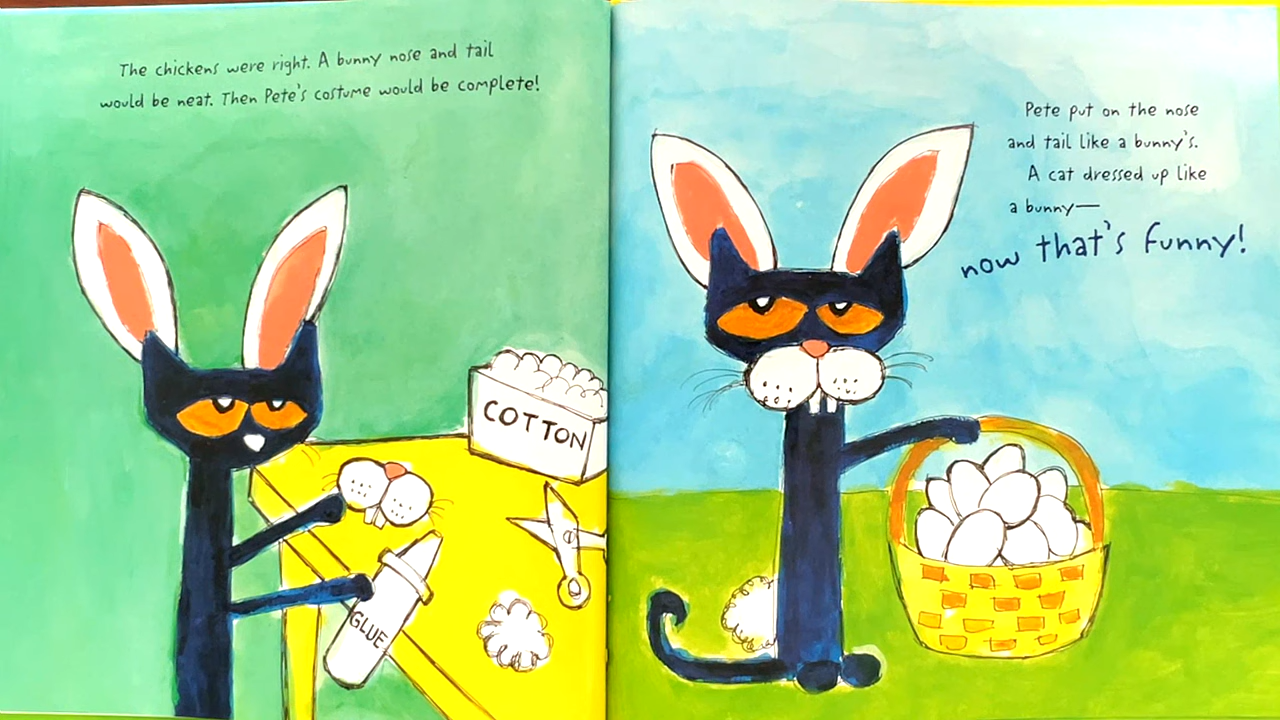 The chickens were right. A bunny nose and tail
would be neat. Then Pete's costume would be complete!
COTTON
GLUE
Pete put on the nose
and tail like a bunny's.
A cat dressed up like
a bunny—
now that's funny!